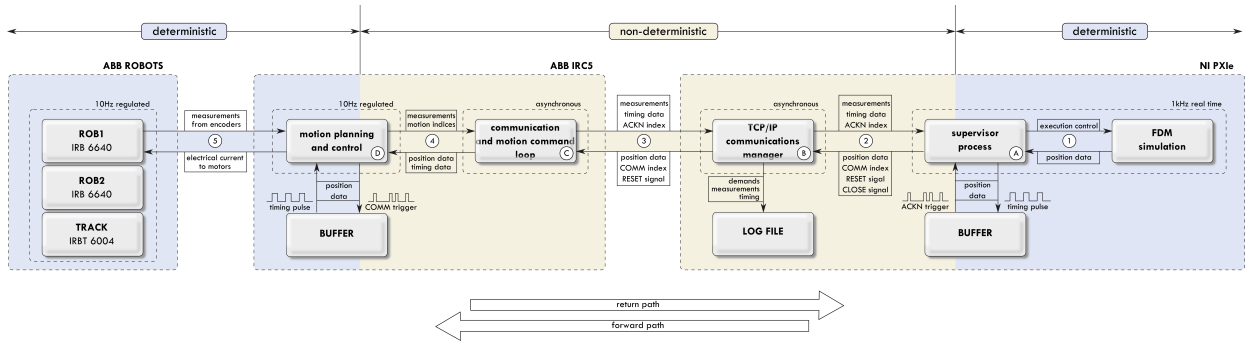 deterministic
non-deterministic
deterministic
ABB ROBOTS
ABB IRC5
NI PXIe
10Hz regulated
10Hz regulated
asynchronous
asynchronous
1kHz real time
ROB1
IRB 6640
ROB2
IRB 6640
TRACK
IRBT 6004
measurements
from encoders
5
electrical current
to motors
motion planning
and control
D
measurements
motion indices
4
position data
timing data
communication
and motion command
loop
C
measurements
timing data
ACKN index
3
position data
COMM index
RESET signal
TCP/IP
communications
manager
B
measurements
timing data
ACKN index
2
position data
COMM index
RESET sigal
CLOSE signal
supervisor
process
A
execution control
1
position data
FDM
simulation
timing pulse
position
data
COMM trigger
BUFFER
demands
measurements
timing
LOG FILE
ACKN trigger
position
data
timing pulse
BUFFER
return path
forward path